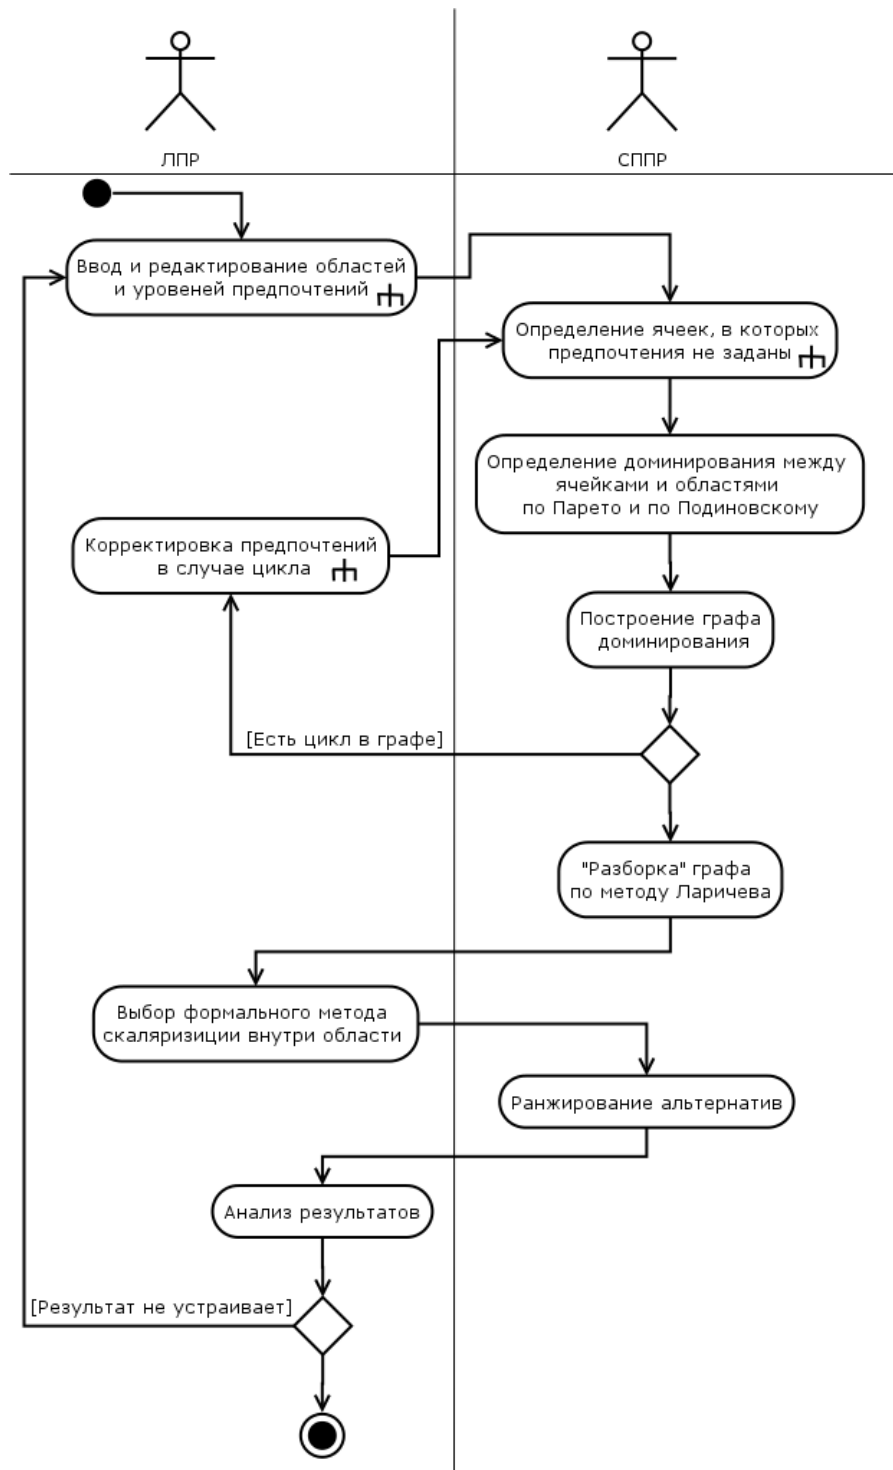 ЛПР
СППР
Ввод и редактирование областей
и уровеней предпочтений
Определение ячеек, в которых
предпочтения не заданы
Определение доминирования между
ячейками и областями
по Парето и по Подиновскому
Корректировка предпочтений
в случае цикла
Построение графа
доминирования
[Есть цикл в графе]
"Разборка" графа
по методу Ларичева
Выбор формального метода
скаляризиции внутри области
Ранжирование альтернатив
Анализ результатов
[Результат не устраивает]